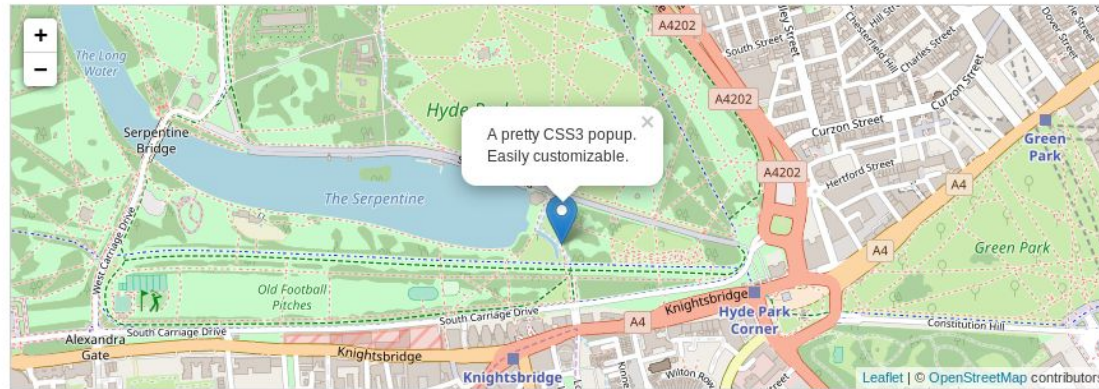 +
−
The Long
Water
Serpentine
Bridge
The Serpentine
Hyde
A pretty CSS3 popup.
Easily customizable.
×
West Carriage Drive
Old Football
Pitches
South Carriage Drive
South Carriage Drive
Alexandra
Gate
Knightsbridge
Knightsbridge
Knightsbridge
A4
A4202
A4202
A4202
South Street
Hill Street
Chesterfield Hill
Charles Street
Dover Street
Curzon Street
Curzon Street
Hertford Street
Green
Park
A4
A4
Green Park
Hyde Park
Corner
Constitution Hill
Wilton Row
Leaflet | © OpenStreetMap contributors